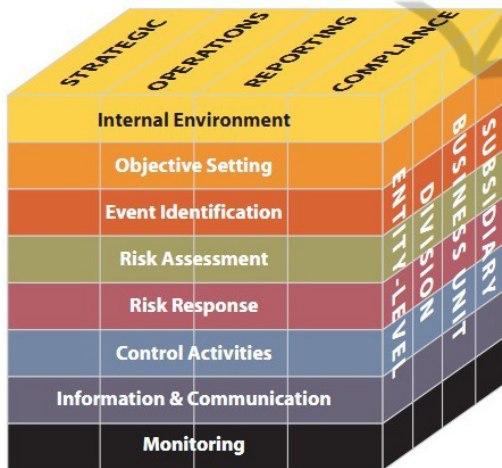 STRATEGIC
OPERATIONS
REPORTING
COMPLIANCE
Internal Environment
Objective Setting
Event Identification
Risk Assessment
Risk Response
Control Activities
Information & Communication
Monitoring
ENTITY-LEVEL
DIVISION
BUSINESS UNIT
SUBSIDIARY